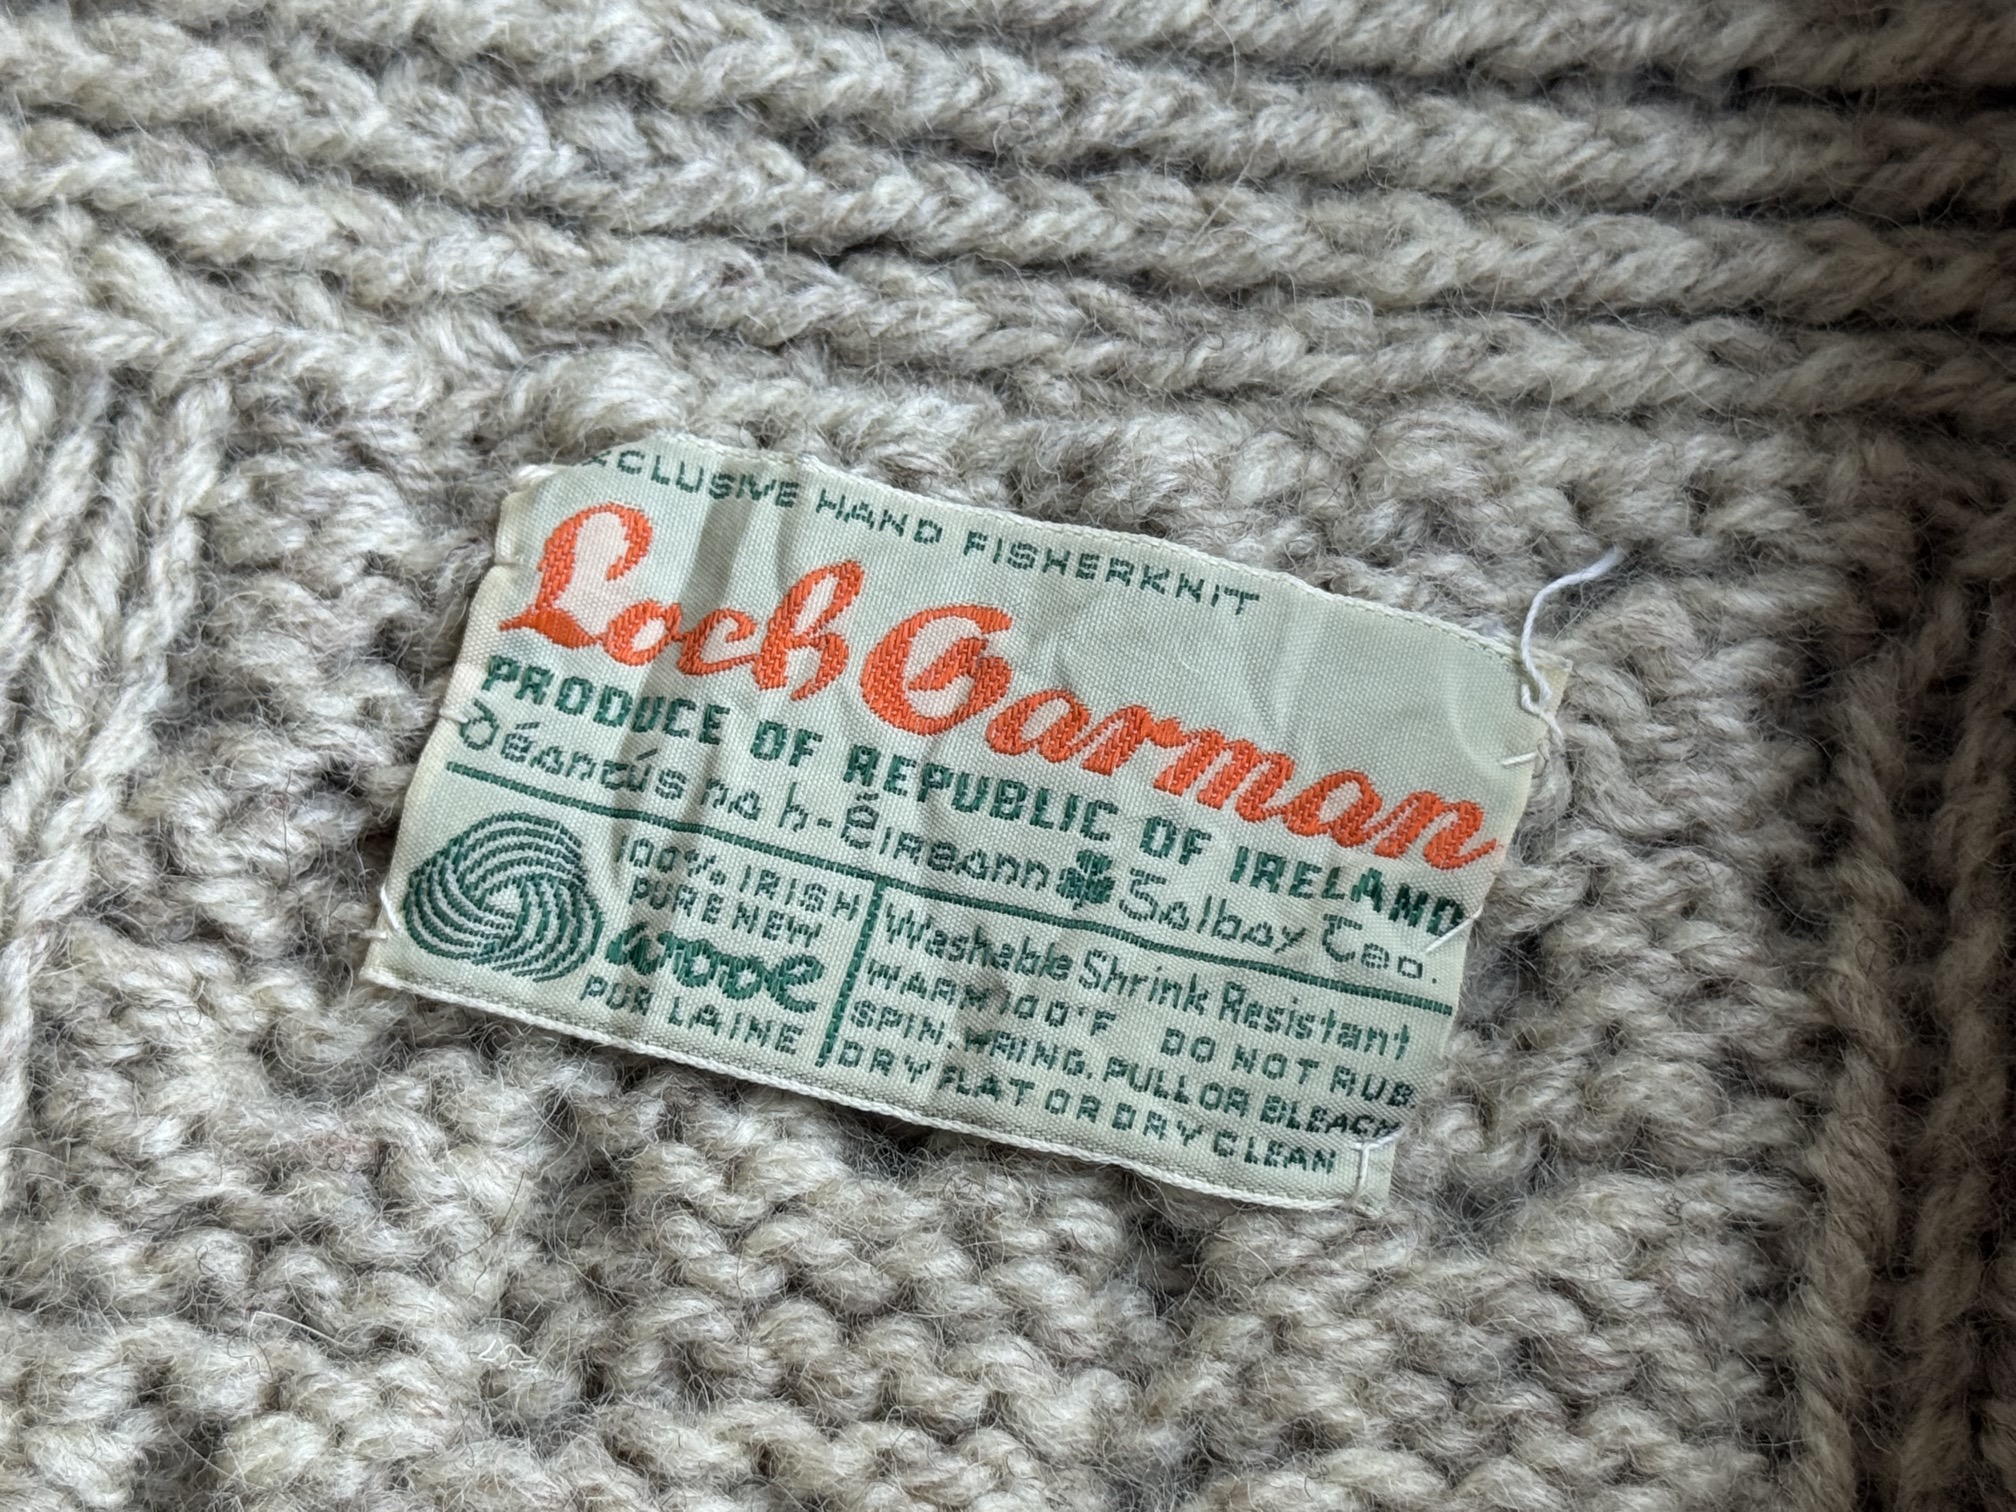 EXCLUSIVE HAND FISHERKNIT
Loch Garman
PRODUCE OF REPUBLIC OF IRELAND
Déantús na h-Éireann Galbay Teo.
100% IRISH
PURE NEW
WOOL
PUR LAINE
Washable Shrink Resistant
WARM 100°F DO NOT RUB.
SPIN. WRING. PULL OR BLEACH
DRY FLAT OR DRY CLEAN